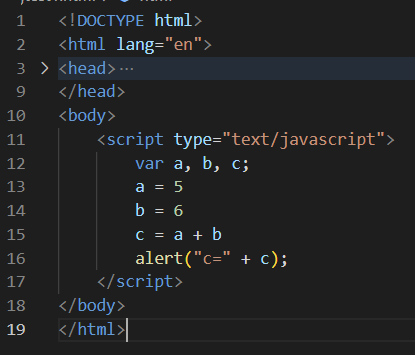 1 <!DOCTYPE html>
2 <html lang="en">
3 > <head>…
9 </head>
10 <body>
11 <script type="text/javascript">
12 var a, b, c;
13 a = 5
14 b = 6
15 c = a + b
16 alert("c=" + c);
17 </script>
18 </body>
19 </html>